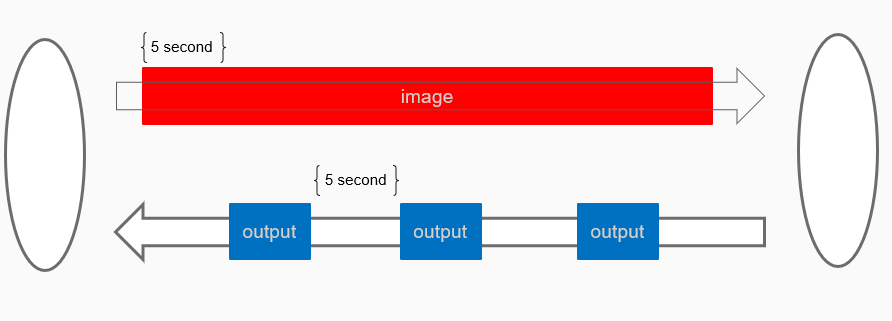 {5 second}
image
{5 second}
output output output